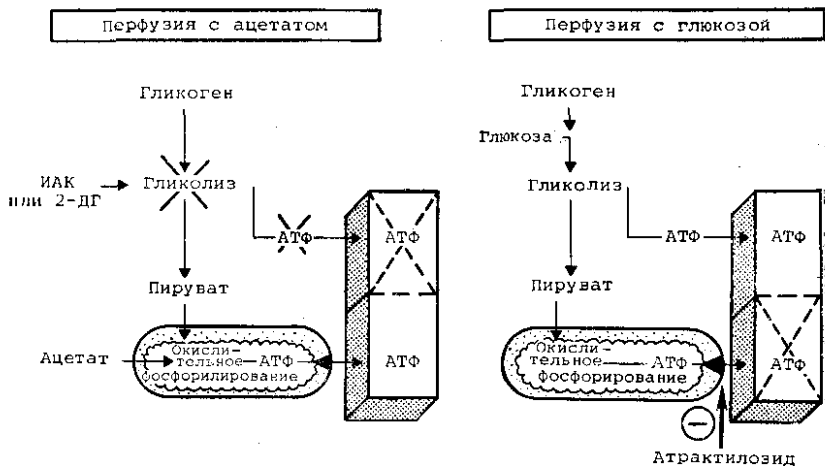 Перфузия с ацетатом
Гликоген
ИАК
или 2-ДГ
Гликолиз
АТФ
АТФ
Пируват
Ацетат
Окисли-
тельное
АТФ
фосфорилирование
АТФ
Перфузия с глюкозой
Гликоген
Глюкоза
Гликолиз
АТФ
АТФ
Пируват
Окисли-
тельное
АТФ
фосфорирование
АТФ
Атрактилозид